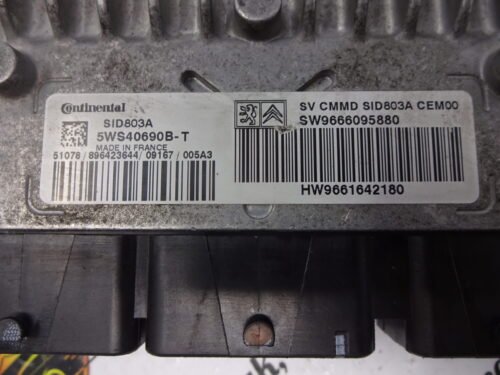 Continental
SID803A
5WS40690B-T
MADE IN FRANCE
51078 / 896423644 / 09167 / 005A3
SV CMMD SID803A CEM00
SW9666095880
HW9661642180